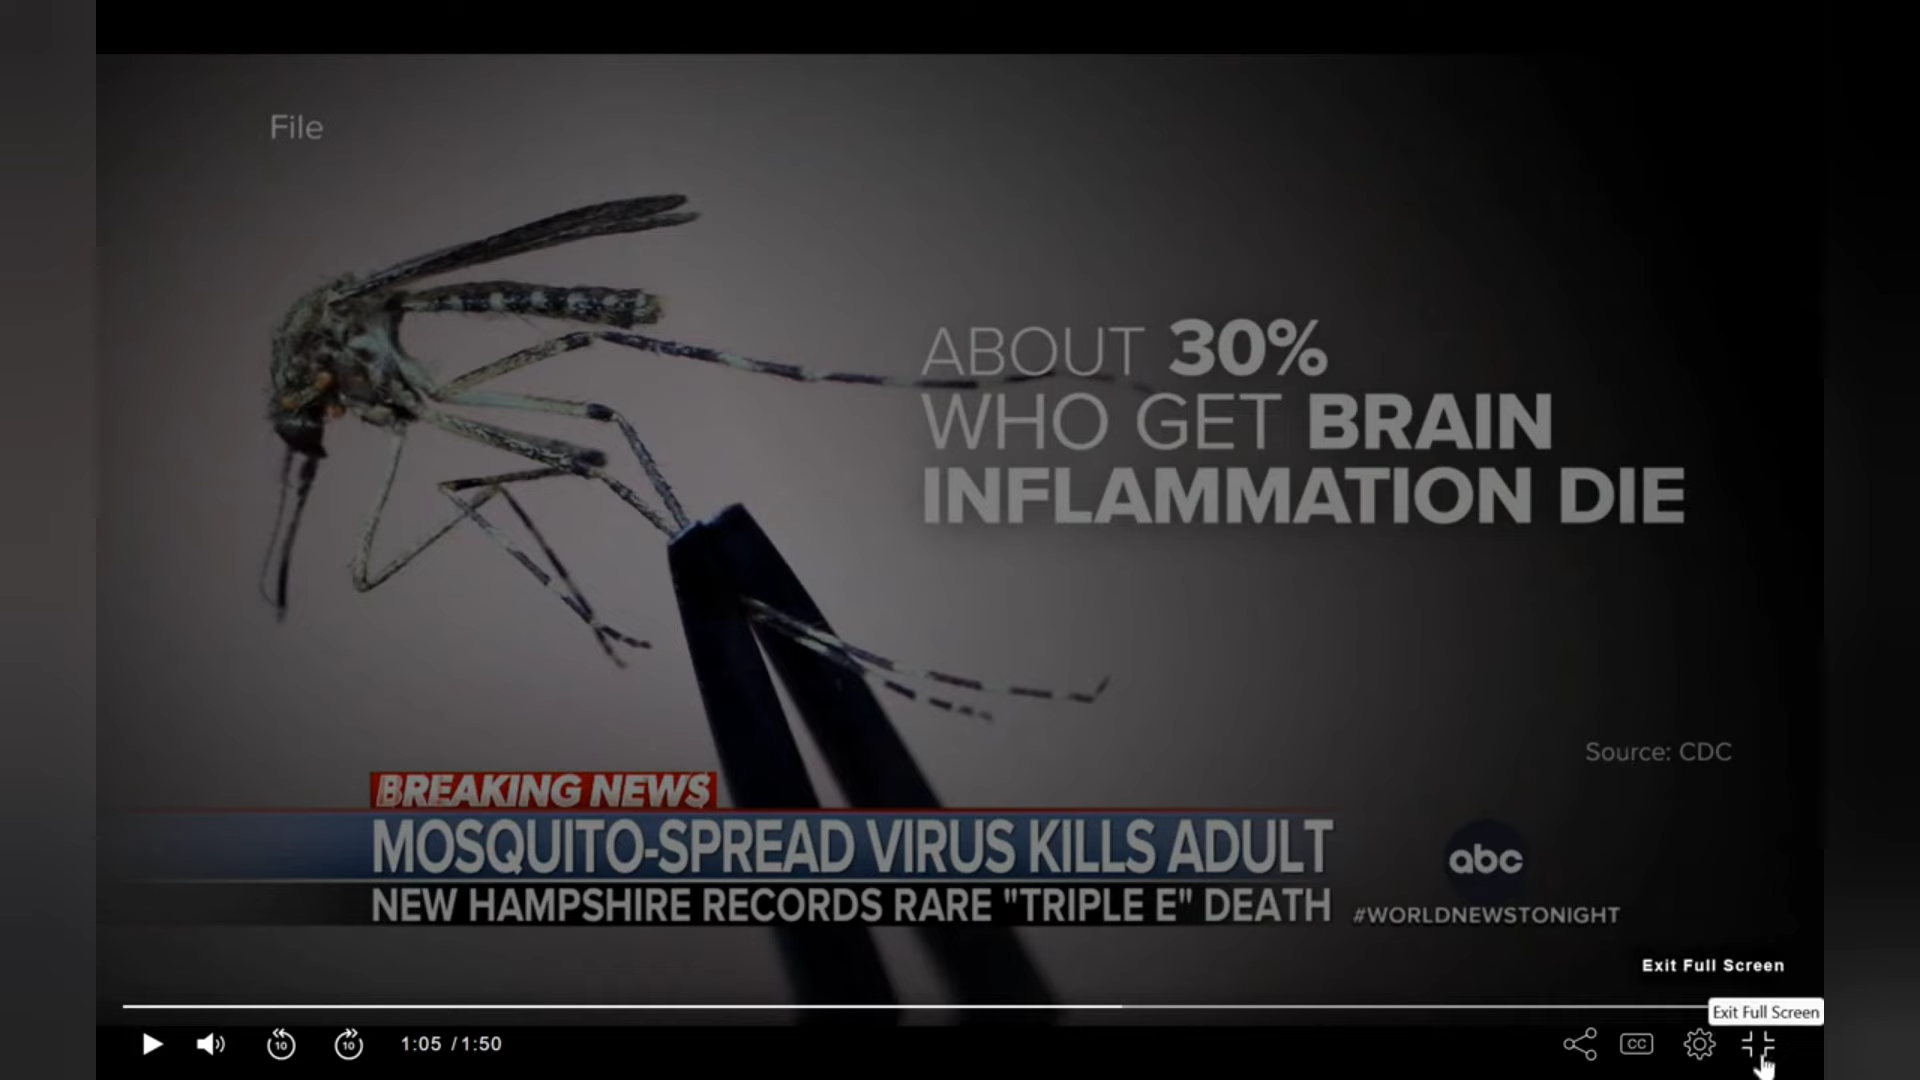 File
ABOUT 30%
WHO GET BRAIN
INFLAMMATION DIE
Source: CDC
BREAKING NEWS
MOSQUITO-SPREAD VIRUS KILLS ADULT
NEW HAMPSHIRE RECORDS RARE "TRIPLE E" DEATH
abc
#WORLDNEWSTONIGHT
Exit Full Screen
Exit Full Screen
10
10
1:05 / 1:50
CC